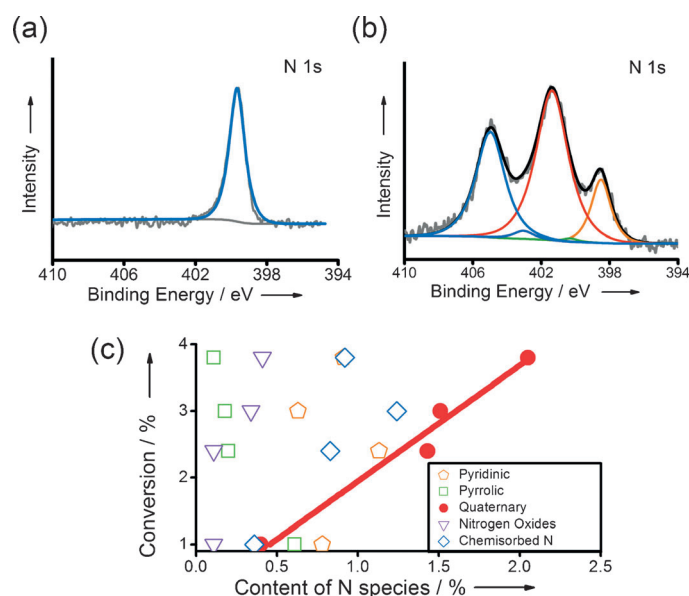 (a)
N 1s
Intensity
410 406 402 398 394
Binding Energy / eV
(b)
N 1s
Intensity
410 406 402 398 394
Binding Energy / eV
(c)
Conversion / %
4
3
2
1
Pyridinic
Pyrrolic
Quaternary
Nitrogen Oxides
Chemisorbed N
0.0 0.5 1.0 1.5 2.0 2.5
Content of N species / %